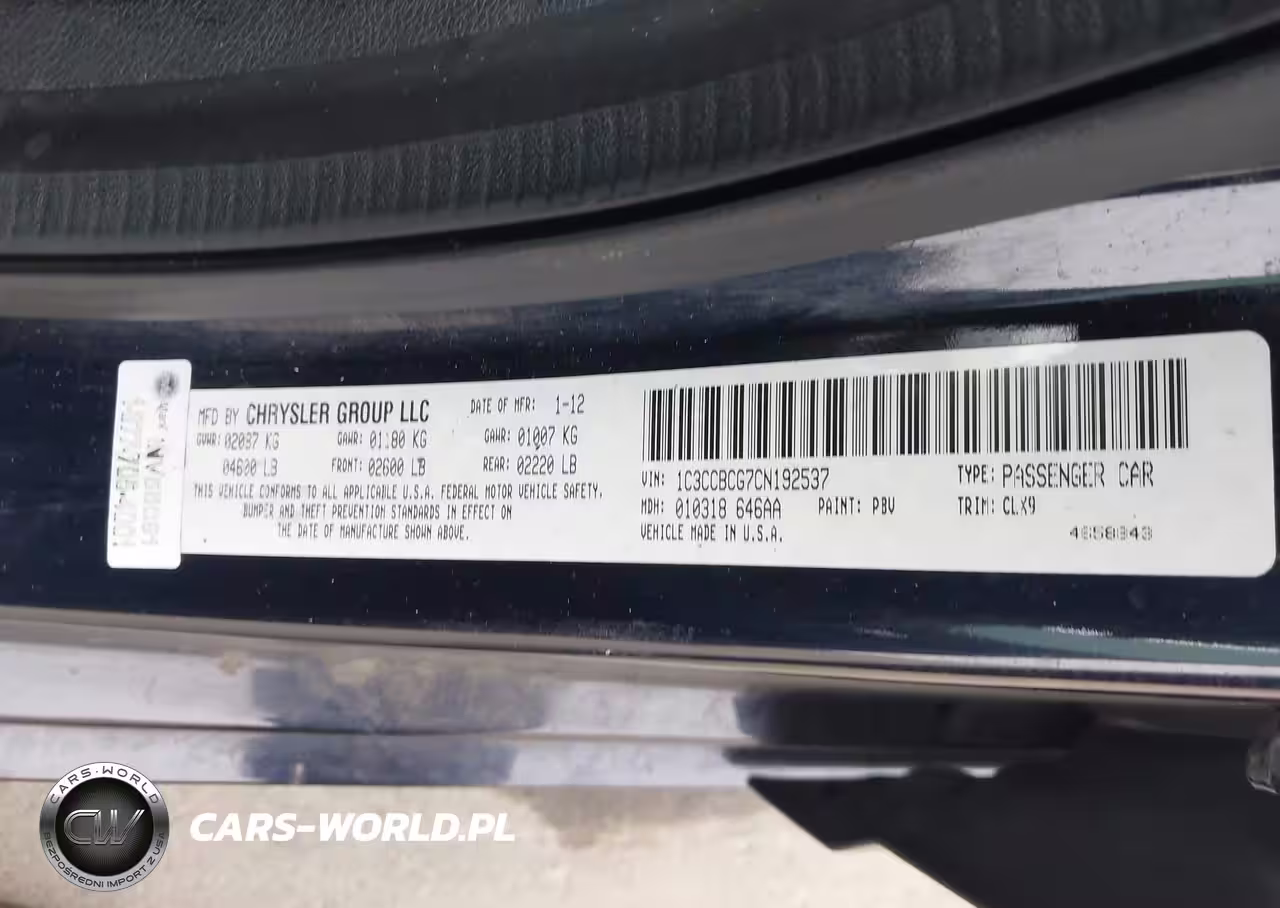 MFD BY CHRYSLER GROUP LLC DATE OF MFR: 1-12
GVWR: 02087 KG GAWR: 01180 KG GAWR: 01007 KG
04600 LB FRONT: 02600 LB REAR: 02220 LB
THIS VEHICLE CONFORMS TO ALL APPLICABLE U.S.A. FEDERAL MOTOR VEHICLE SAFETY,
BUMPER AND THEFT PREVENTION STANDARDS IN EFFECT ON
THE DATE OF MANUFACTURE SHOWN ABOVE.
VIN: 1C3CCBCG7CN192537 TYPE: PASSENGER CAR
MDH: 010318 646AA PAINT: PBV TRIM: CLX9
VEHICLE MADE IN U.S.A.
CARS-WORLD
CW
BEZPOŚREDNI IMPORT Z USA
CARS-WORLD.PL